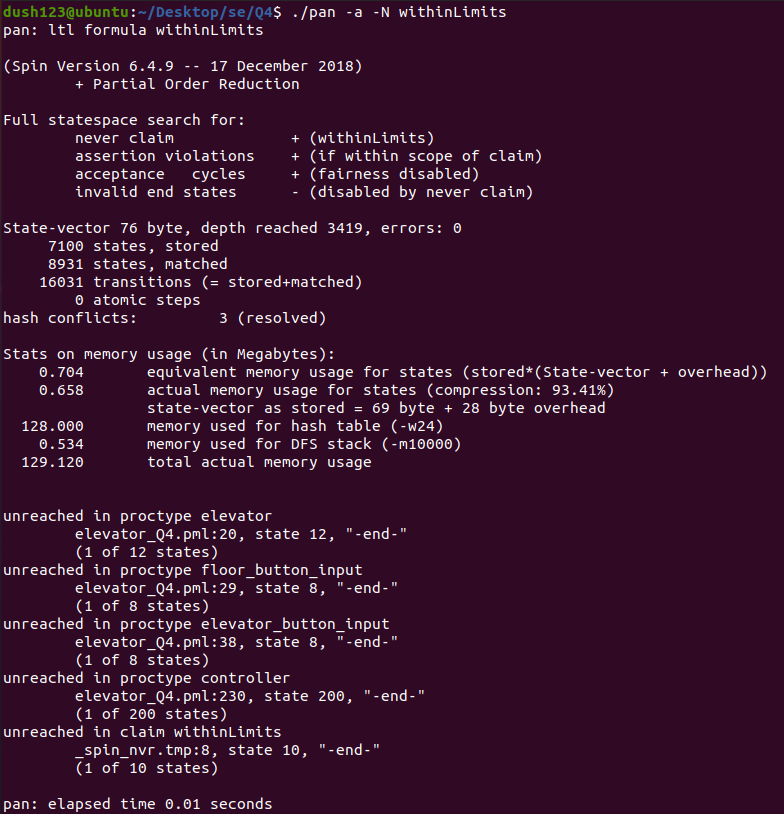 dush123@ubuntu:~/Desktop/se/Q4$ ./pan -a -N withinLimits
pan: ltl formula withinLimits

(Spin Version 6.4.9 -- 17 December 2018)
        + Partial Order Reduction

Full statespace search for:
        never claim             + (withinLimits)
        assertion violations    + (if within scope of claim)
        acceptance   cycles     + (fairness disabled)
        invalid end states      - (disabled by never claim)

State-vector 76 byte, depth reached 3419, errors: 0
     7100 states, stored
     8931 states, matched
    16031 transitions (= stored+matched)
        0 atomic steps
hash conflicts:         3 (resolved)

Stats on memory usage (in Megabytes):
    0.704       equivalent memory usage for states (stored*(State-vector + overhead))
    0.658       actual memory usage for states (compression: 93.41%)
                state-vector as stored = 69 byte + 28 byte overhead
  128.000       memory used for hash table (-w24)
    0.534       memory used for DFS stack (-m10000)
  129.120       total actual memory usage


unreached in proctype elevator
        elevator_Q4.pml:20, state 12, "-end-"
        (1 of 12 states)
unreached in proctype floor_button_input
        elevator_Q4.pml:29, state 8, "-end-"
        (1 of 8 states)
unreached in proctype elevator_button_input
        elevator_Q4.pml:38, state 8, "-end-"
        (1 of 8 states)
unreached in proctype controller
        elevator_Q4.pml:230, state 200, "-end-"
        (1 of 200 states)
unreached in claim withinLimits
        _spin_nvr.tmp:8, state 10, "-end-"
        (1 of 10 states)

pan: elapsed time 0.01 seconds